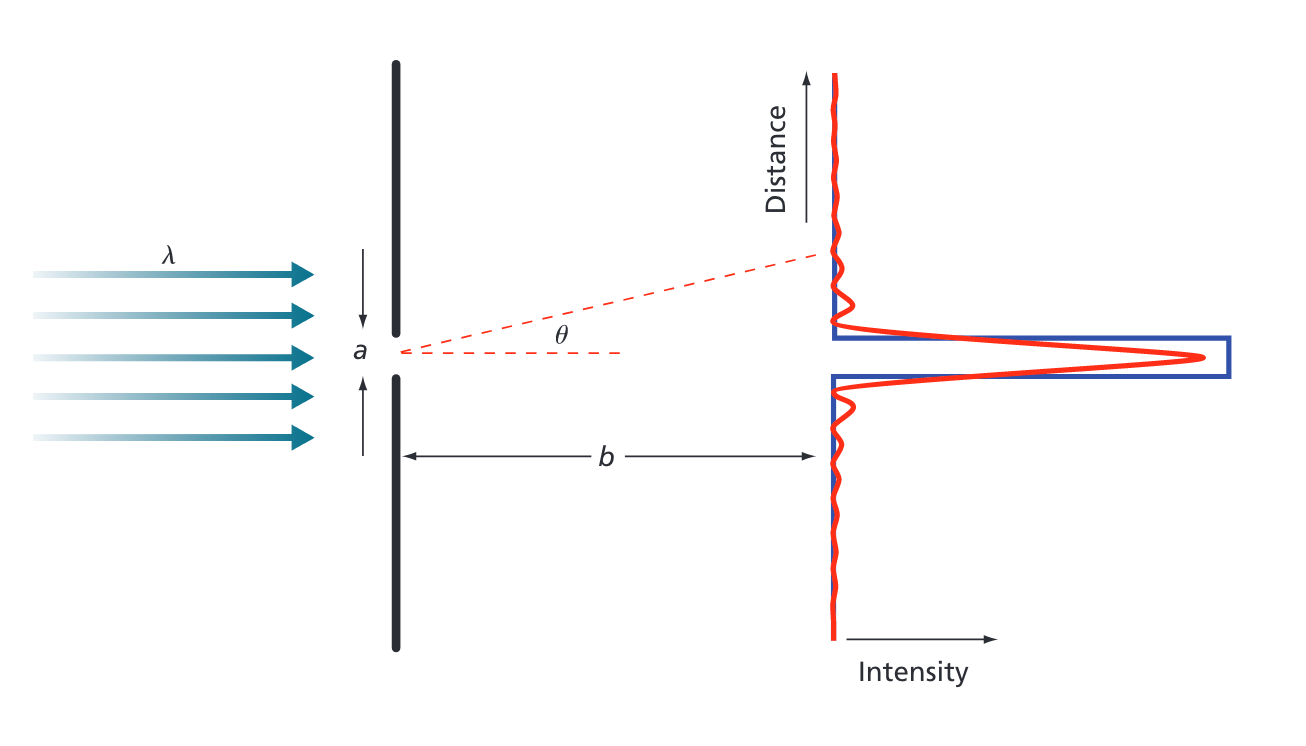 Distance
λ
θ
a
b
Intensity